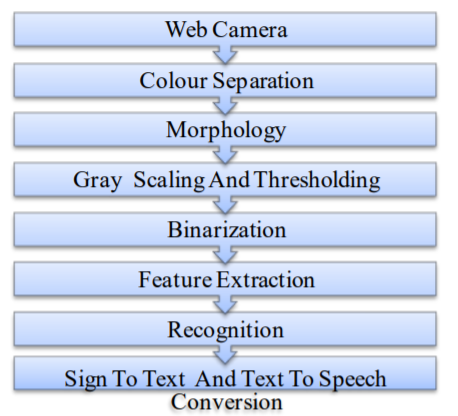 Web Camera
Colour Separation
Morphology
Gray Scaling And Thresholding
Binarization
Feature Extraction
Recognition
Sign To Text And Text To Speech
Conversion